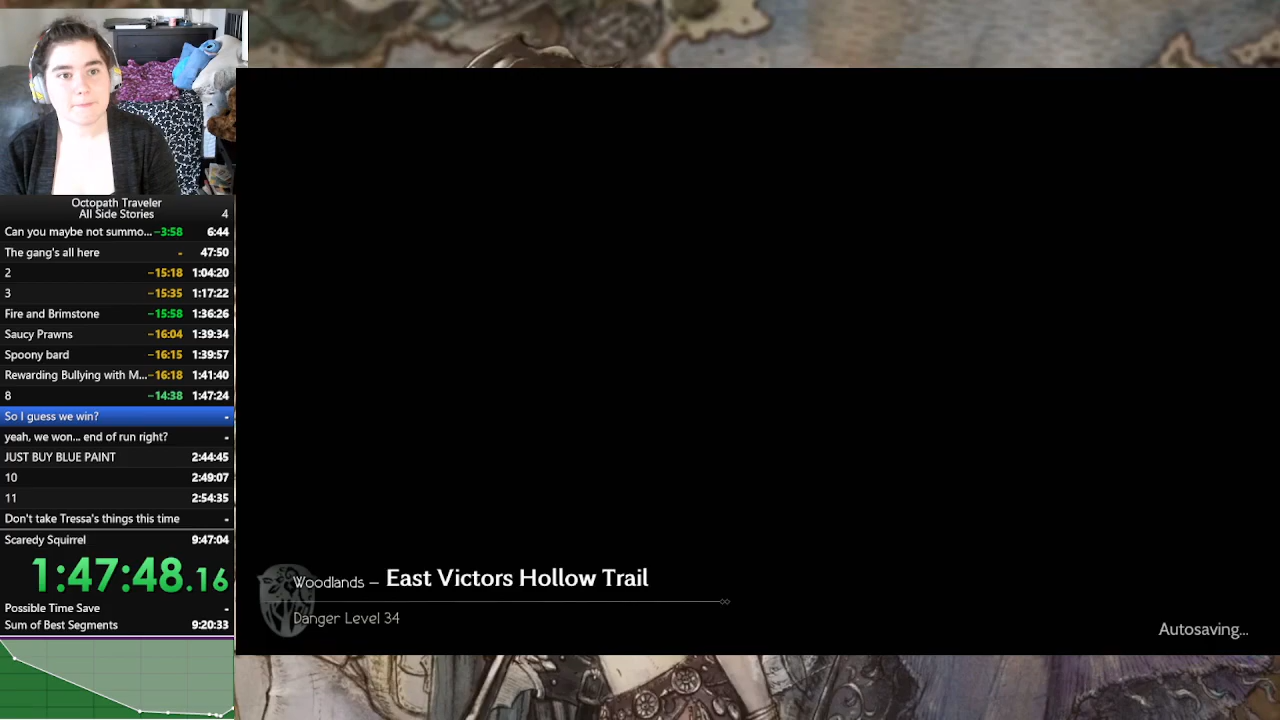 Octopath Traveler
All Side Stories 4
Can you maybe not summo... −3:58 6:44
The gang's all here - 47:50
2 −15:18 1:04:20
3 −15:35 1:17:22
Fire and Brimstone −15:58 1:36:26
Saucy Prawns −16:04 1:39:34
Spoony bard −16:15 1:39:57
Rewarding Bullying with M... −16:18 1:41:40
8 −14:38 1:47:24
So I guess we win? -
yeah, we won... end of run right? -
JUST BUY BLUE PAINT 2:44:45
10 2:49:07
11 2:54:35
Don't take Tressa's things this time -
Scaredy Squirrel 9:47:04
1:47:48.16
Possible Time Save -
Sum of Best Segments 9:20:33
Woodlands – East Victors Hollow Trail
Danger Level 34
Autosaving...